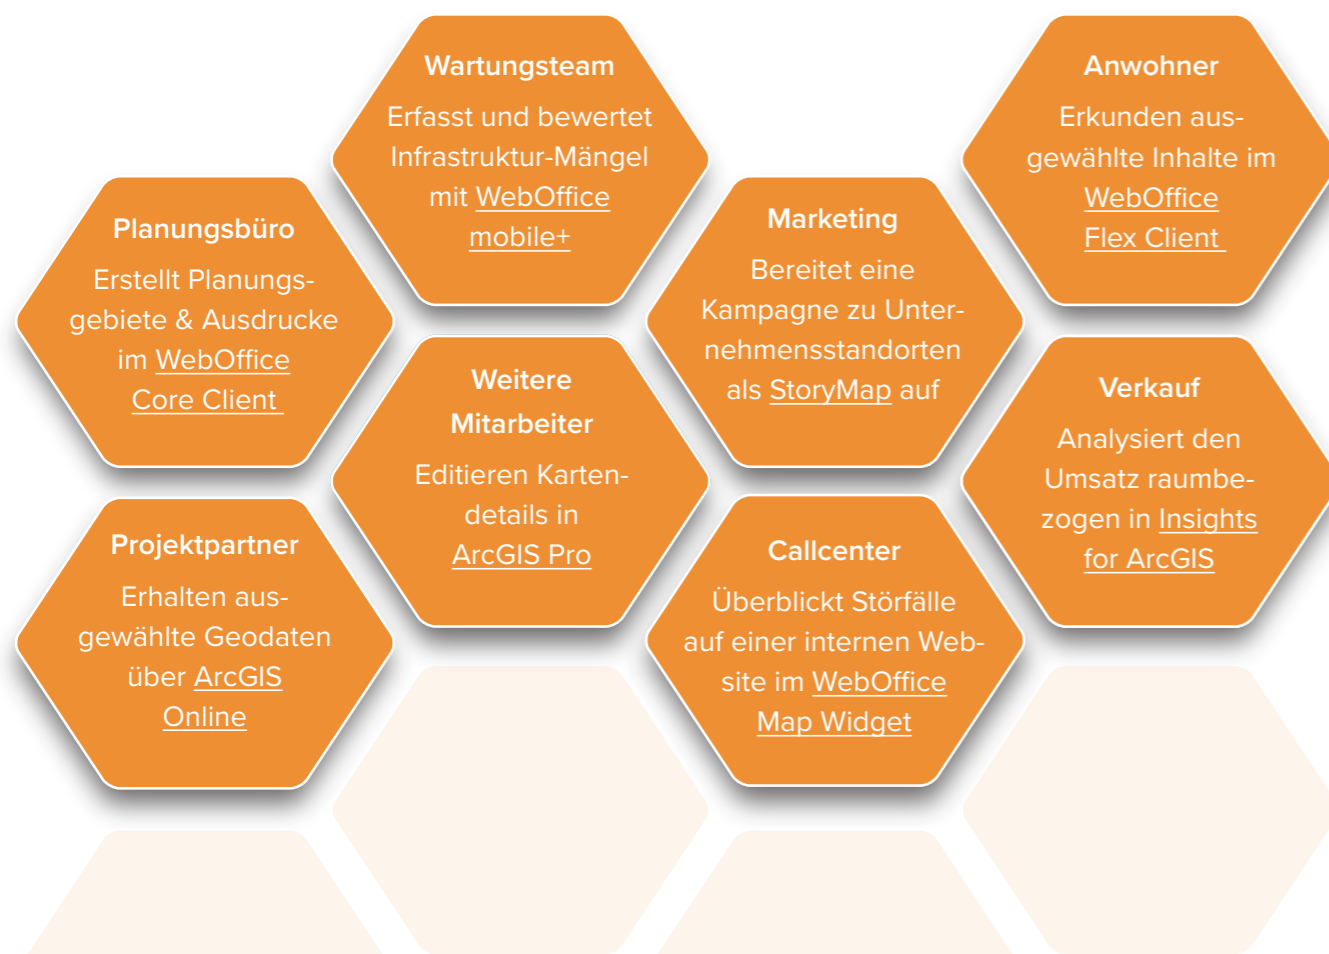 Wartungsteam
Erfasst und bewertet
Infrastruktur-Mängel
mit WebOffice
mobile+
Anwohner
Erkunden aus-
gewählte Inhalte im
WebOffice
Flex Client
Planungsbüro
Erstellt Planungs-
gebiete & Ausdrucke
im WebOffice
Core Client
Marketing
Bereitet eine
Kampagne zu Unter-
nehmensstandorten
als StoryMap auf
Weitere
Mitarbeiter
Editieren Karten-
details in
ArcGIS Pro
Verkauf
Analysiert den
Umsatz raumbe-
zogen in Insights
for ArcGIS
Projektpartner
Erhalten aus-
gewählte Geodaten
über ArcGIS
Online
Callcenter
Überblickt Störfälle
auf einer internen Web-
site im WebOffice
Map Widget